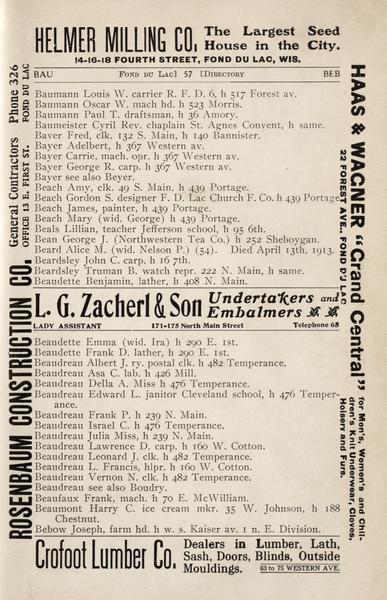 HELMER MILLING CO. The Largest Seed
House in the City.
14-16-18 FOURTH STREET, FOND DU LAC, WIS.
BAU FOND DU LAC] 57 [DIRECTORY BEB
Baumann Louis W. carrier R. F. D. 6, h 517 Forest av.
Baumann Oscar W. mach hd. h 523 Morris.
Baumann Paul T. draftsman, h 36 Amory.
Baumeister Cyril Rev. chaplain St. Agnes Convent, h same.
Baver Fred, clk. 132 S. Main, h 140 Bannister.
Bayer Adelbert, h 367 Western av.
Bayer Carrie, mach. opr. h 367 Western av.
Bayer George R. carp. h 367 Western av.
Bayer see also Beyer.
Beach Amy, clk. 49 S. Main, h 439 Portage.
Beach Gordon S. designer F. D. Lac Church F. Co. h 439 Portage
Beach James, painter, h 439 Portage.
Beach Mary (wid. George) h 439 Portage.
Beals Lillian, teacher Jefferson school, h 95 6th.
Bean George J. (Northwestern Tea Co.) h 252 Sheboygan.
Beard Alice M. (wid. Nelson P.) (54). Died April 13th, 1913.
Beardsley John C. carp. h 16 7th.
Beardsley Truman B. watch repr. 222 N. Main, h same.
Beaudette Benjamin, lather, h 408 N. Main.
L. G. Zacherl & Son Undertakers and
Embalmers
LADY ASSISTANT 171-175 North Main Street Telephone 65
Beaudette Emma (wid. Ira) h 290 E. 1st.
Beaudette Frank D. lather, h 290 E. 1st.
Beaudreau Albert J. ry. postal clk. h 482 Temperance.
Beaudreau Asa C. lab. h 426 Mill.
Beaudreau Della A. Miss h 476 Temperance.
Beaudreau Edward L. janitor Cleveland school, h 476 Temper-
ance.
Beaudreau Frank P. h 239 N. Main.
Beaudreau Israel C. h 476 Temperance.
Beaudreau Julia Miss, h 239 N. Main.
Beaudreau Lawrence D. carp. h 160 W. Cotton.
Beaudreau Leonard J. clk. h 482 Temperance.
Beaudreau L. Francis, hlpr. h 160 W. Cotton.
Beaudreau Vernon N. clk. h 482 Temperance.
Beaudreau see also Boudry.
Beaufaux Frank, mach. h 70 E. McWilliam.
Beaumont Harry C. ice cream mkr. 35 W. Johnson, h 188
Chestnut.
Bebow Joseph, farm hd. h w. s. Kaiser av. 1 n. E. Division.
Crofoot Lumber Co. Dealers in Lumber, Lath,
Sash, Doors, Blinds, Outside
Mouldings. 63 to 75 WESTERN AVE.
ROSENBAUM CONSTRUCTION CO. General Contractors Phone 326
OFFICE 13 E. FIRST ST. FOND DU LAC
HAAS & WAGNER "Grand Central"
22 FOREST AVE., FOND DU LAC
for Men's, Women's and Chil-
dren's Knit Underwear, Gloves,
Hoisery and Furs.